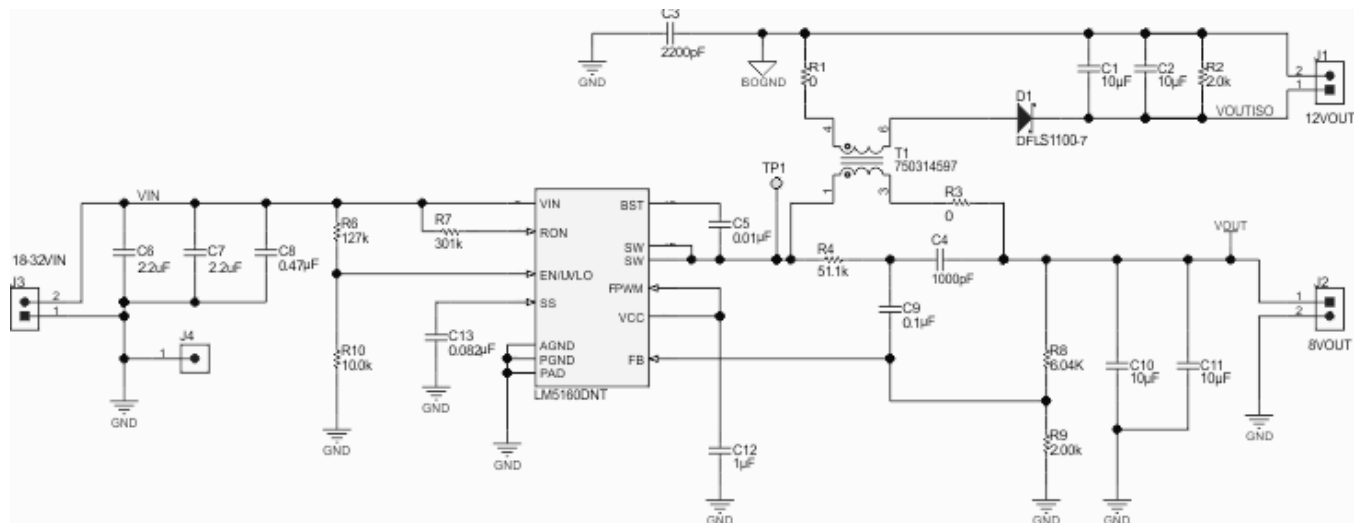 C3
2200pF
GND
BOGND
R1
0
C1
10µF
C2
10µF
R2
2.0k
J1
2
1
12VOUT
VOUTISO
D1
DFLS1100-7
4
6
T1
750314597
1
3
TP1
R3
0
VIN
R6
127k
R7
301k
VIN
RON
EN/UVLO
SS
AGND
PGND
PAD
BST
SW
SW
FPWM
VCC
FB
LM5160DNT
C5
0.01µF
R4
51.1k
C4
1000pF
VOUT
C6
2.2uF
C7
2.2uF
C8
0.47µF
18-32VIN
J3
2
1
J4
1
C13
0.082µF
R10
10.0k
C9
0.1µF
R8
6.04K
R9
2.00k
C10
10µF
C11
10µF
J2
1
2
8VOUT
C12
1µF
GND
GND
GND
GND
GND
GND
GND
GND